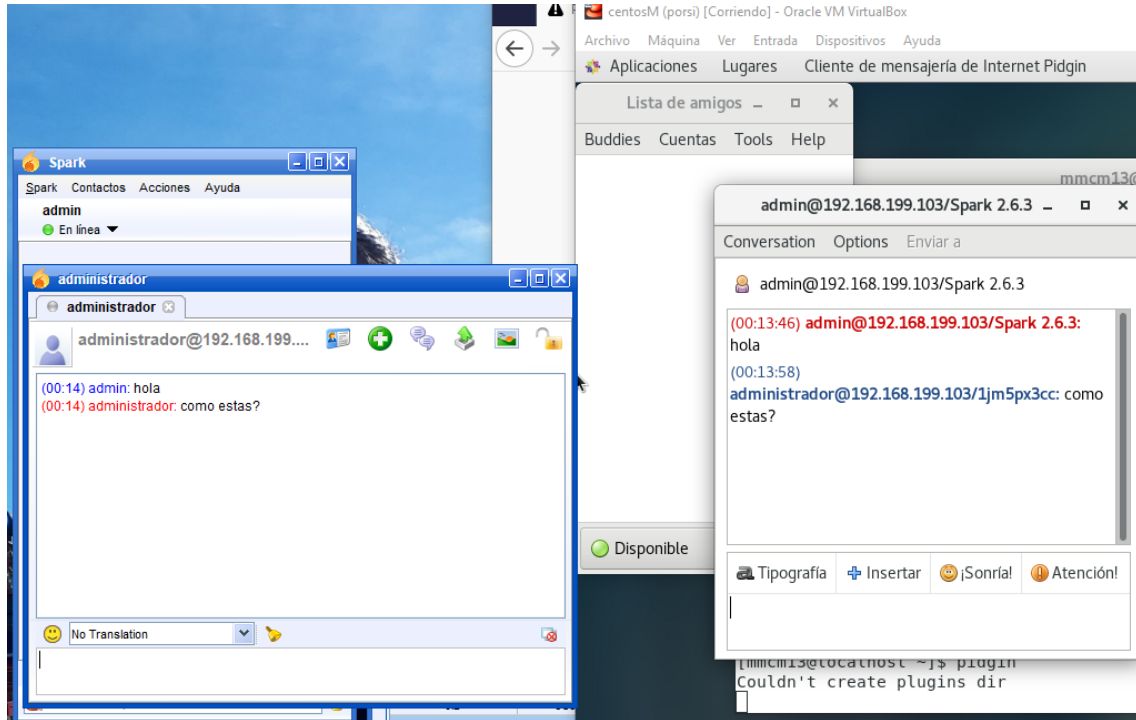 centosM (porsi) [Corriendo] - Oracle VM VirtualBox
Archivo Máquina Ver Entrada Dispositivos Ayuda
Aplicaciones Lugares Cliente de mensajería de Internet Pidgin
Lista de amigos
Buddies Cuentas Tools Help
Spark
Spark Contactos Acciones Ayuda
admin
En línea
administrador
administrador
administrador@192.168.199....
(00:14) admin: hola
(00:14) administrador: como estas?
No Translation
Disponible
mmcm13@
admin@192.168.199.103/Spark 2.6.3
Conversation Options Enviar a
admin@192.168.199.103/Spark 2.6.3
(00:13:46) admin@192.168.199.103/Spark 2.6.3:
hola
(00:13:58)
administrador@192.168.199.103/1jm5px3cc: como
estas?
Tipografía Insertar ¡Sonría! Atención!
[mmcm13@localhost ~]$ pidgin
Couldn't create plugins dir